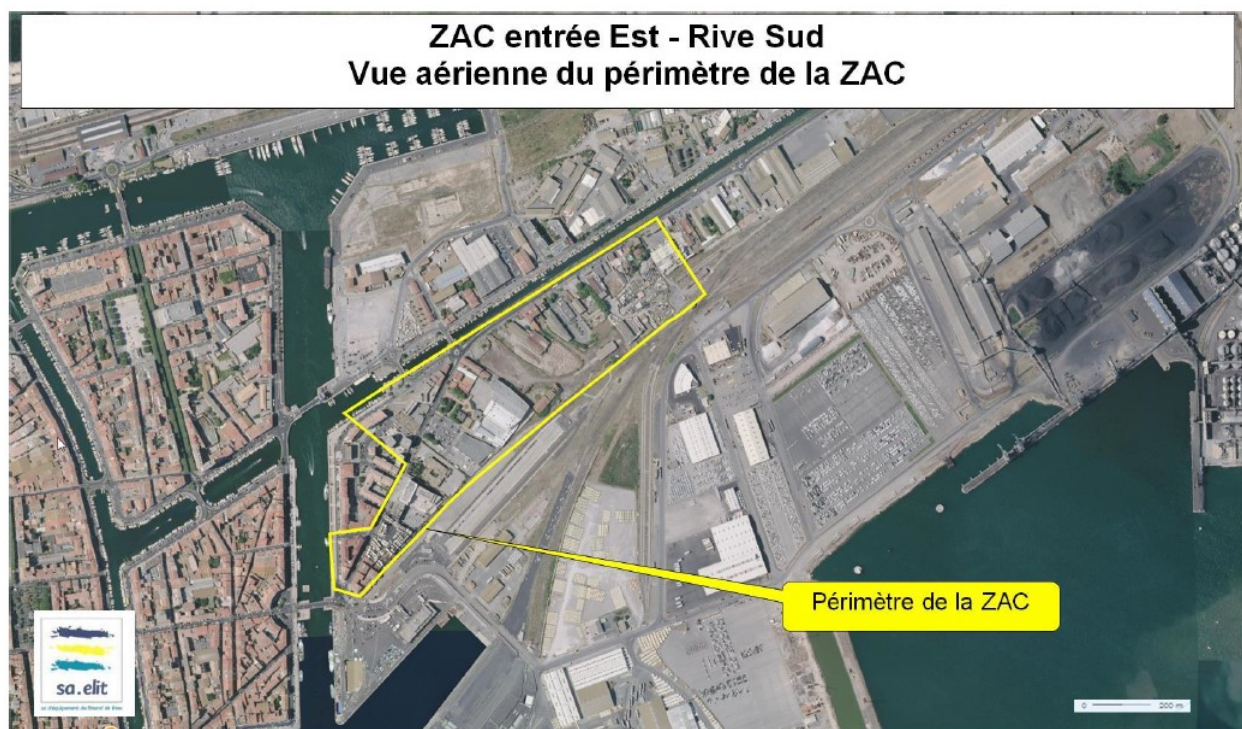 ZAC entrée Est - Rive Sud
Vue aérienne du périmètre de la ZAC
Périmètre de la ZAC
sa.elit
0 200 m